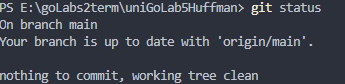 PS E:\goLabs2term\uniGoLab5Huffman> git status
On branch main
Your branch is up to date with 'origin/main'.
nothing to commit, working tree clean